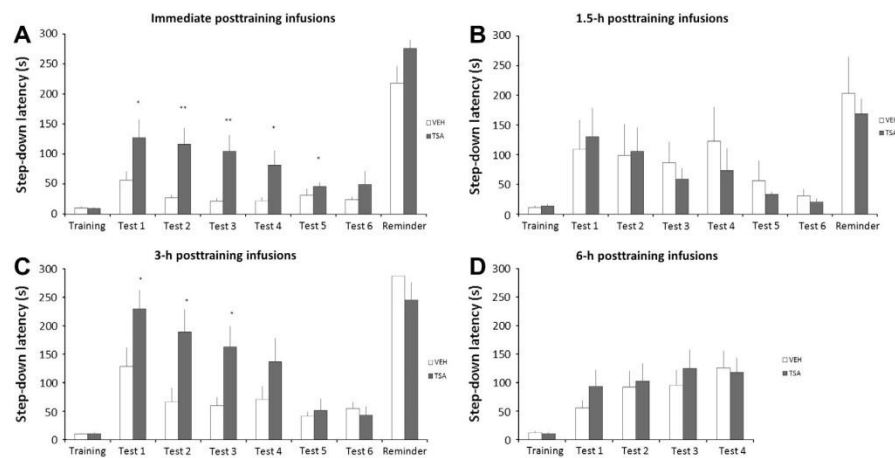 A
Immediate posttraining infusions
Step-down latency (s)
300
250
200
150
100
50
0
*
**
**
*
*
VEH
TSA
Training Test 1 Test 2 Test 3 Test 4 Test 5 Test 6 Reminder
B
1.5-h posttraining infusions
Step-down latency (s)
300
250
200
150
100
50
0
VEH
TSA
Training Test 1 Test 2 Test 3 Test 4 Test 5 Test 6 Reminder
C
3-h posttraining infusions
Step-down latency (s)
300
250
200
150
100
50
0
*
*
*
VEH
TSA
Training Test 1 Test 2 Test 3 Test 4 Test 5 Test 6 Reminder
D
6-h posttraining infusions
Step-down latency (s)
300
250
200
150
100
50
0
VEH
TSA
Training Test 1 Test 2 Test 3 Test 4